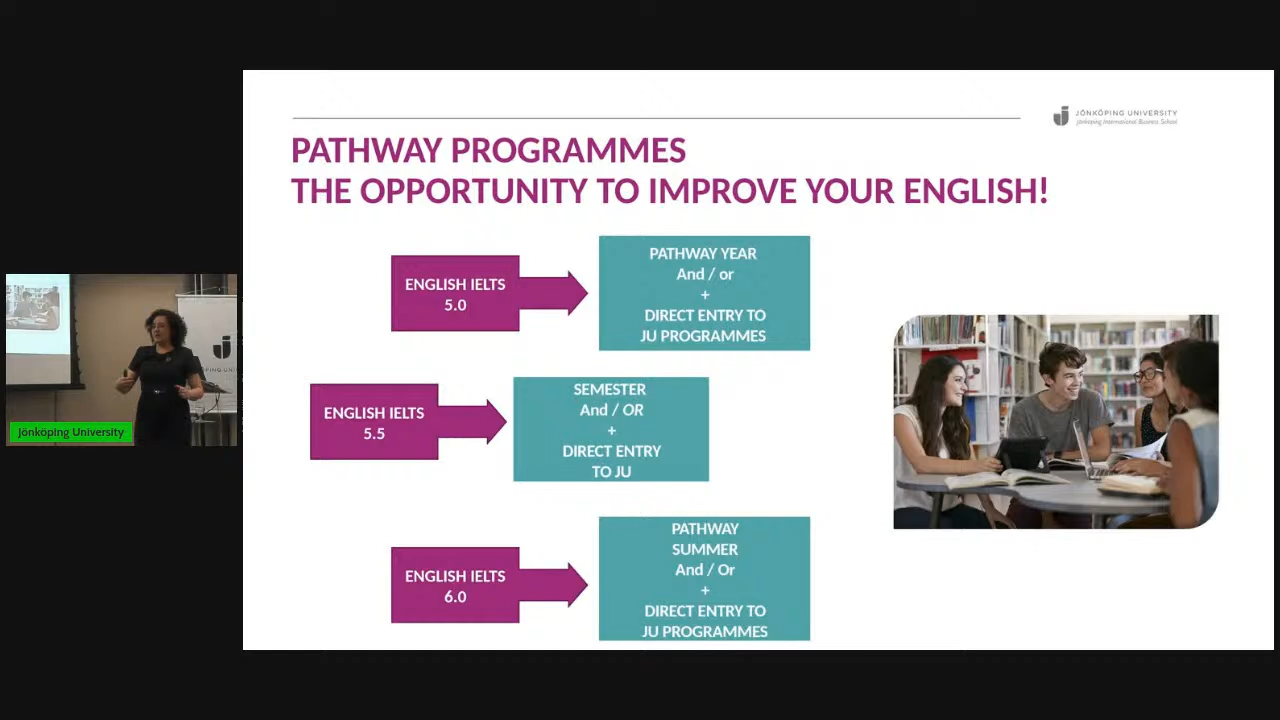 JÖNKÖPING UNIVERSITY
Jönköping International Business School
PATHWAY PROGRAMMES
THE OPPORTUNITY TO IMPROVE YOUR ENGLISH!
ENGLISH IELTS
5.0
PATHWAY YEAR
And / or
+
DIRECT ENTRY TO
JU PROGRAMMES
ENGLISH IELTS
5.5
SEMESTER
And / OR
+
DIRECT ENTRY
TO JU
ENGLISH IELTS
6.0
PATHWAY
SUMMER
And / Or
+
DIRECT ENTRY TO
JU PROGRAMMES
Jönköping University